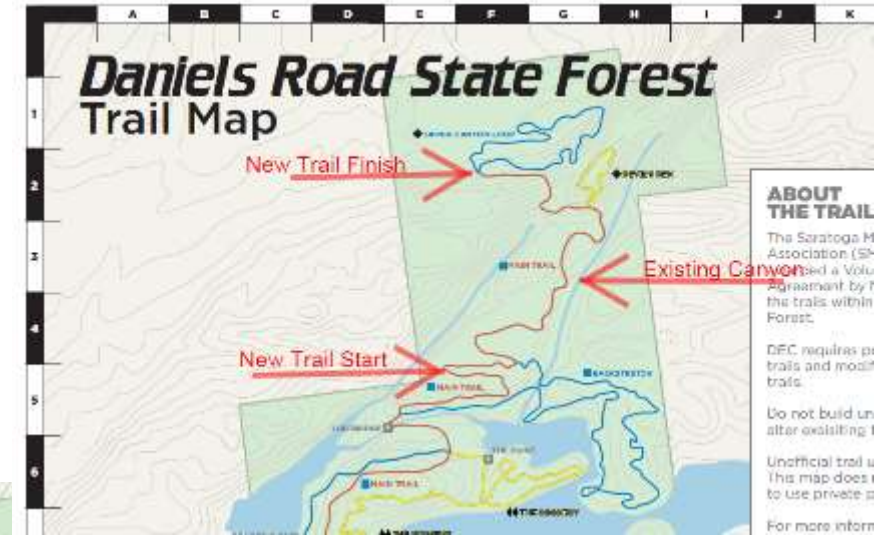 A B C D E F G H I J K
Daniels Road State Forest
Trail Map
1
2
3
4
5
6
New Trail Finish
MAIN TRAIL
Existing Canyon
New Trail Start
MAIN TRAIL
MAIN TRAIL
ABOUT
THE TRAIL
The Saratoga M
Association (SM
a Volu
Agreement by N
the trails within
Forest.
DEC requires pe
trails and modif
trails.
Do not build un
alter exaisiting t
Unofficial trail u
This map does n
to use private p
For more inform